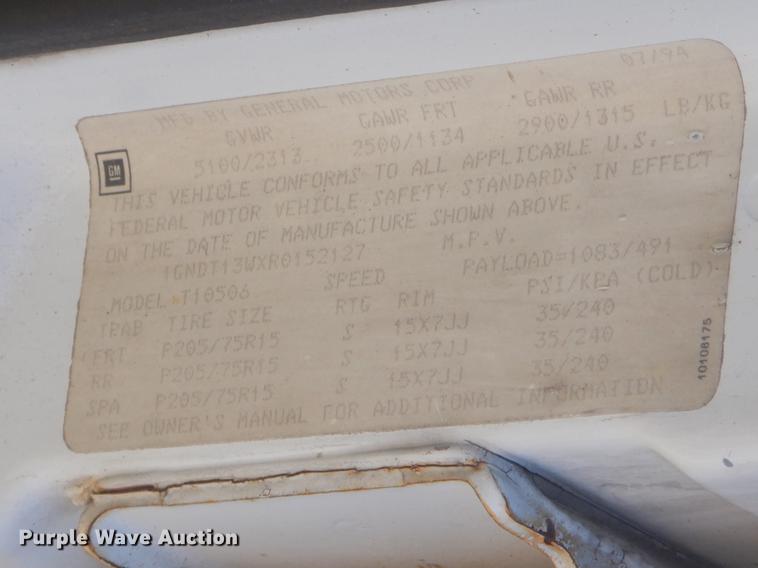 07/94
MFG BY GENERAL MOTORS CORP
GVWR GAWR FRT GAWR RR
5100/2313 2500/1134 2900/1315 LB/KG
GM
THIS VEHICLE CONFORMS TO ALL APPLICABLE U.S.
FEDERAL MOTOR VEHICLE SAFETY STANDARDS IN EFFECT
ON THE DATE OF MANUFACTURE SHOWN ABOVE.
1GNDT13WXR0152127 M.P.V.
MODEL T10506 SPEED PAYLOAD=1083/491
TIRE SIZE RTG RIM PSI/KPA (COLD)
FRT P205/75R15 S 15X7JJ 35/240
RR P205/75R15 S 15X7JJ 35/240
SPA P205/75R15 S 15X7JJ 35/240
SEE OWNER'S MANUAL FOR ADDITIONAL INFORMATION
10108175
Purple Wave Auction